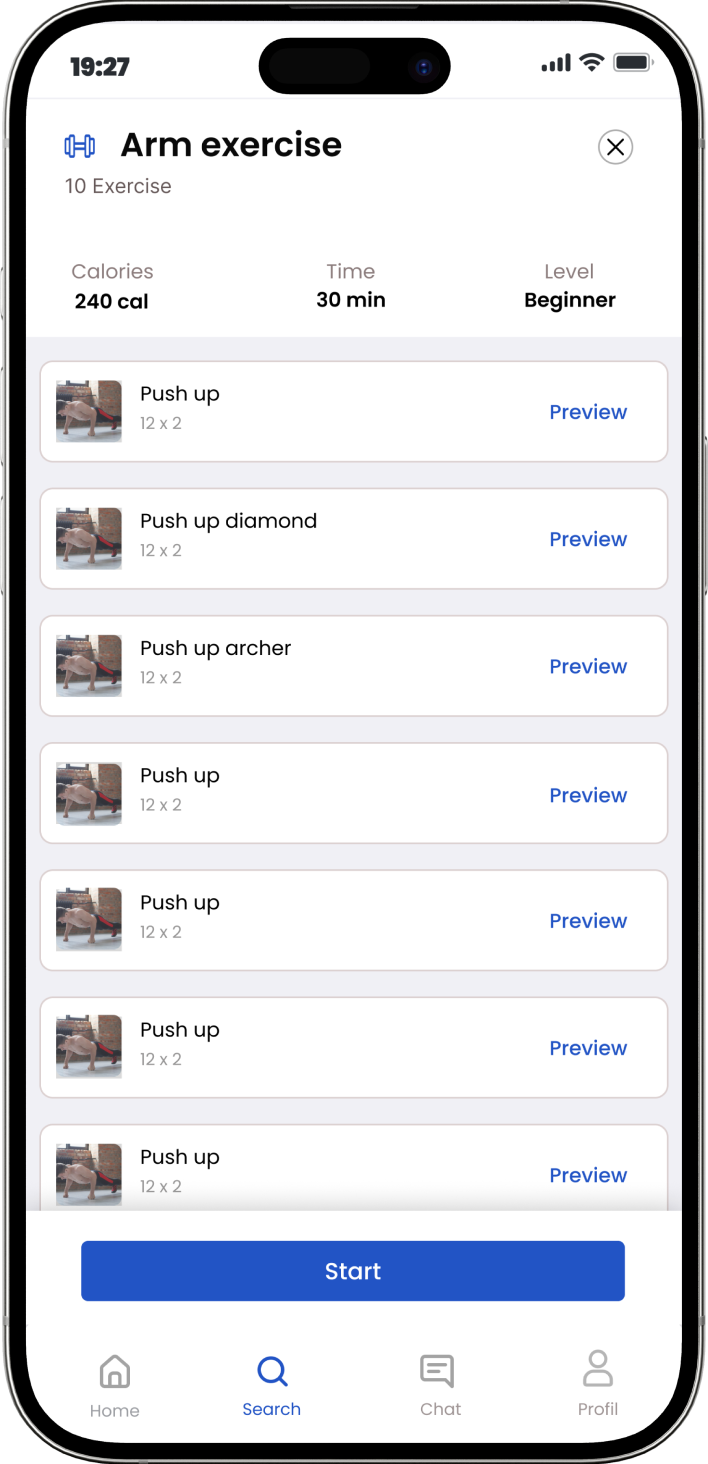 19:27
Arm exercise
10 Exercise
Calories
Time
Level
240 cal
30 min
Beginner
Push up
12 x 2
Preview
Push up diamond
12 x 2
Preview
Push up archer
12 x 2
Preview
Push up
12 x 2
Preview
Push up
12 x 2
Preview
Push up
12 x 2
Preview
Push up
12 x 2
Preview
Start
Home
Search
Chat
Profil